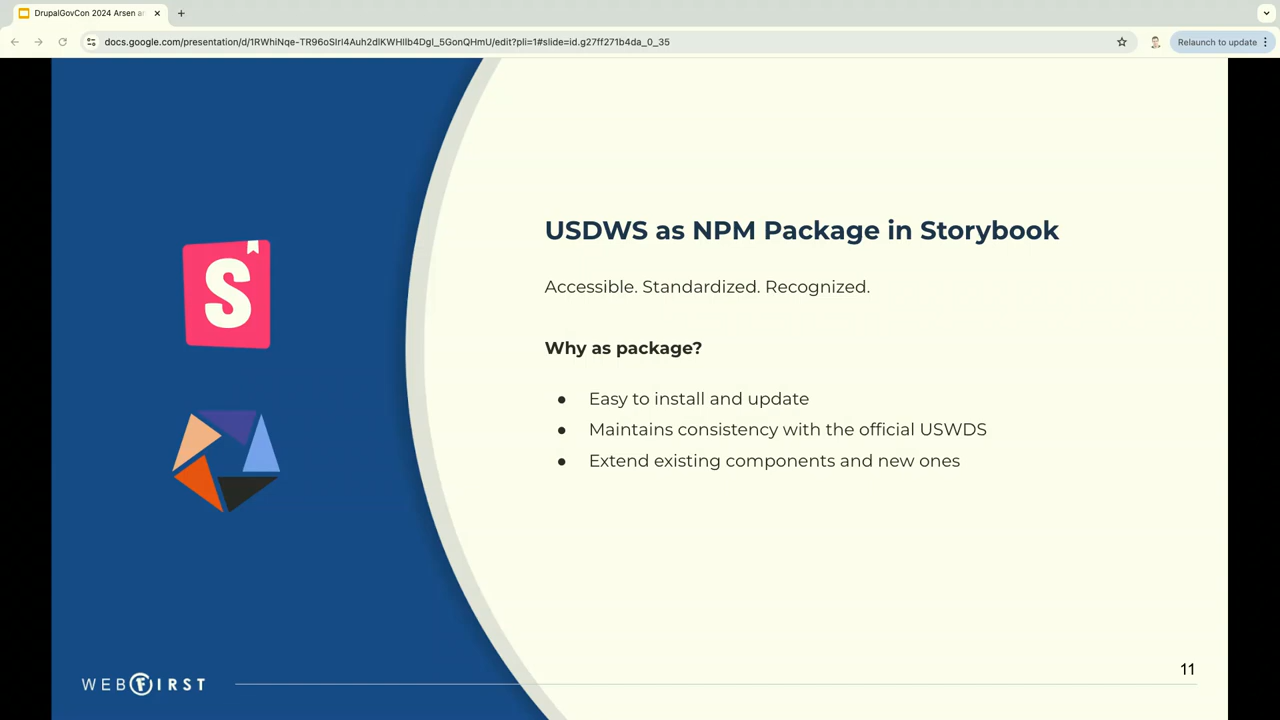 DrupalGovCon 2024 Arsen a
docs.google.com/presentation/d/1RWhiNqe-TR96oSIrI4Auh2dlKWHIlb4Dgl_5GonQHmU/edit?pli=1#slide=id.g27ff271b4da_0_35
Relaunch to update
S
USDWS as NPM Package in Storybook
Accessible. Standardized. Recognized.
Why as package?
● Easy to install and update
● Maintains consistency with the official USWDS
● Extend existing components and new ones
WEBFIRST
11